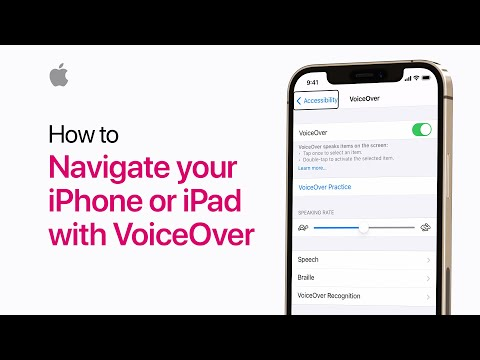 How to
Navigate your
iPhone or iPad
with VoiceOver
9:41
Accessibility
VoiceOver
VoiceOver
VoiceOver speaks items on the screen:
• Tap once to select an item.
• Double-tap to activate the selected item.
Learn more...
VoiceOver Practice
SPEAKING RATE
Speech
Braille
VoiceOver Recognition